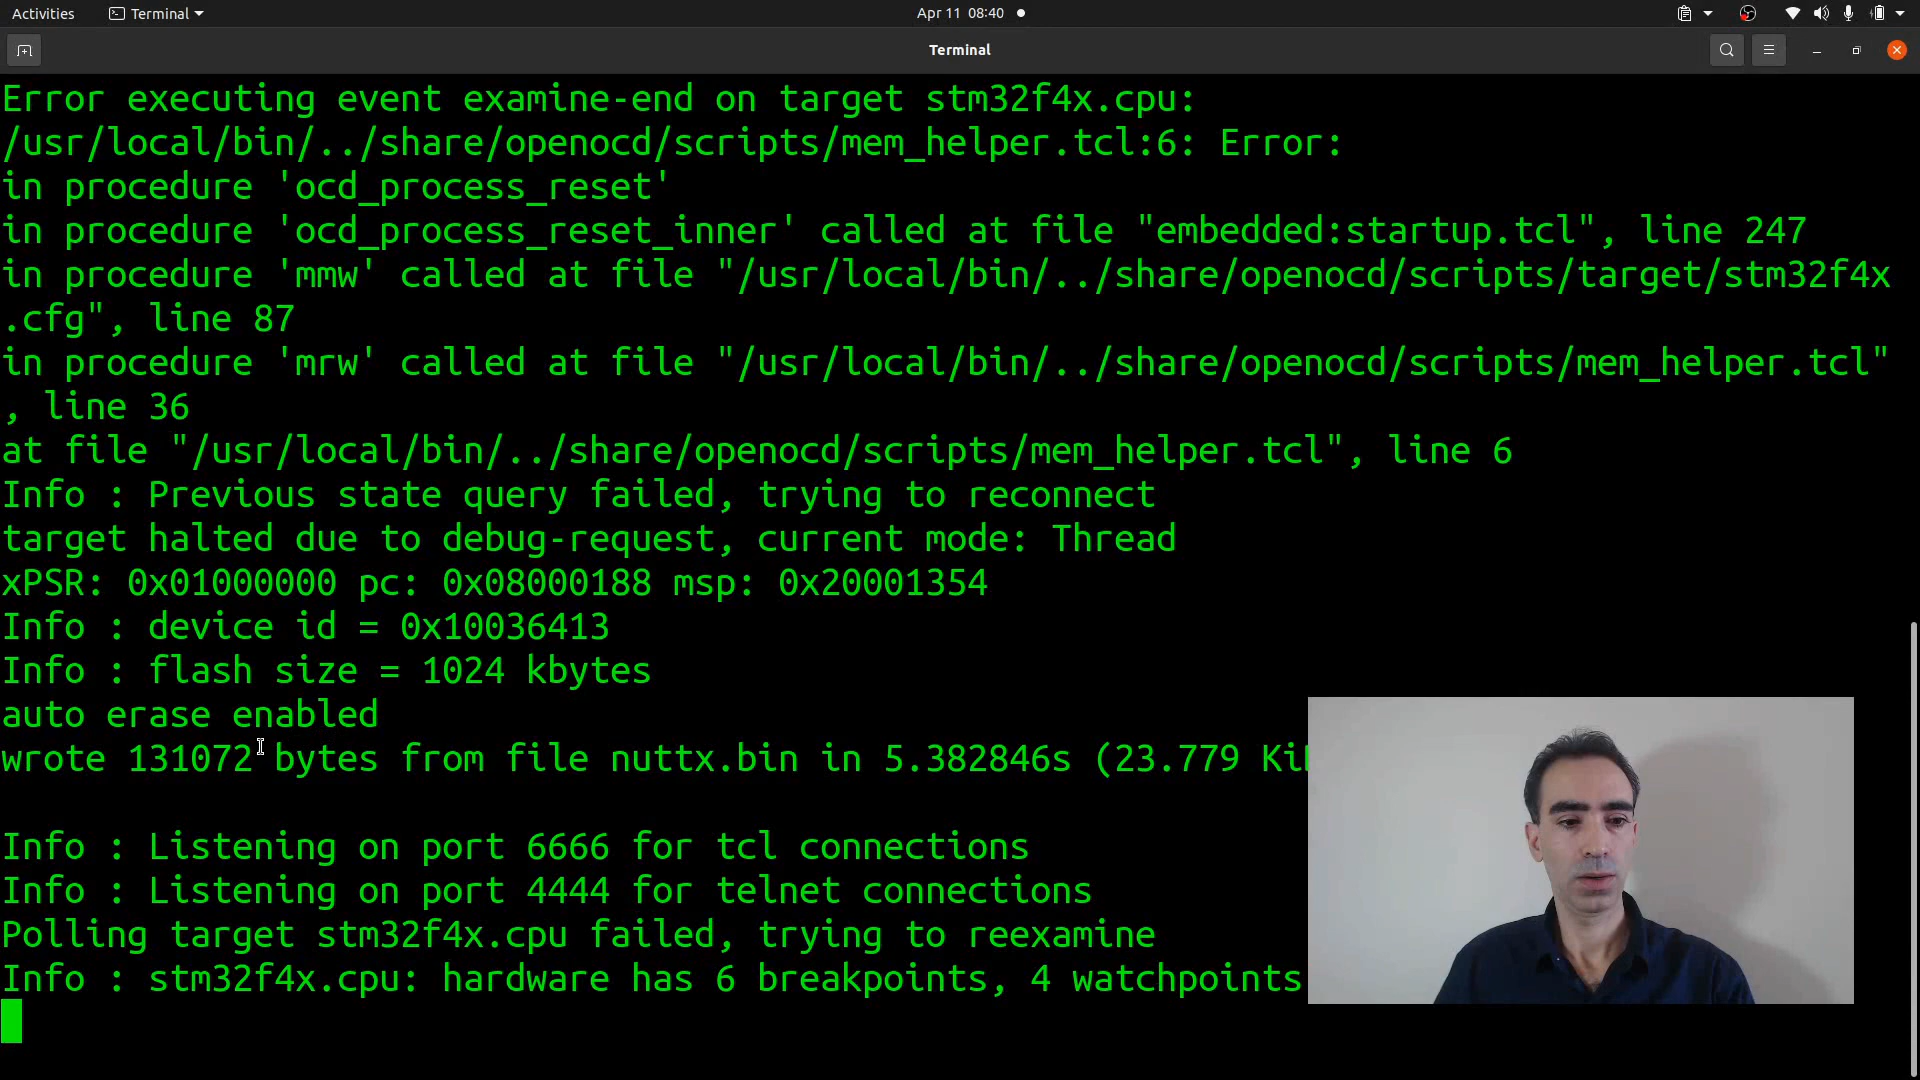 Activities
Terminal
Apr 11 08:40
Terminal
Error executing event examine-end on target stm32f4x.cpu:
/usr/local/bin/../share/openocd/scripts/mem_helper.tcl:6: Error:
in procedure 'ocd_process_reset'
in procedure 'ocd_process_reset_inner' called at file "embedded:startup.tcl", line 247
in procedure 'mmw' called at file "/usr/local/bin/../share/openocd/scripts/target/stm32f4x
.cfg", line 87
in procedure 'mrw' called at file "/usr/local/bin/../share/openocd/scripts/mem_helper.tcl"
, line 36
at file "/usr/local/bin/../share/openocd/scripts/mem_helper.tcl", line 6
Info : Previous state query failed, trying to reconnect
target halted due to debug-request, current mode: Thread
xPSR: 0x01000000 pc: 0x08000188 msp: 0x20001354
Info : device id = 0x10036413
Info : flash size = 1024 kbytes
auto erase enabled
wrote 131072 bytes from file nuttx.bin in 5.382846s (23.779
Info : Listening on port 6666 for tcl connections
Info : Listening on port 4444 for telnet connections
Polling target stm32f4x.cpu failed, trying to reexamine
Info : stm32f4x.cpu: hardware has 6 breakpoints, 4 watchpoints